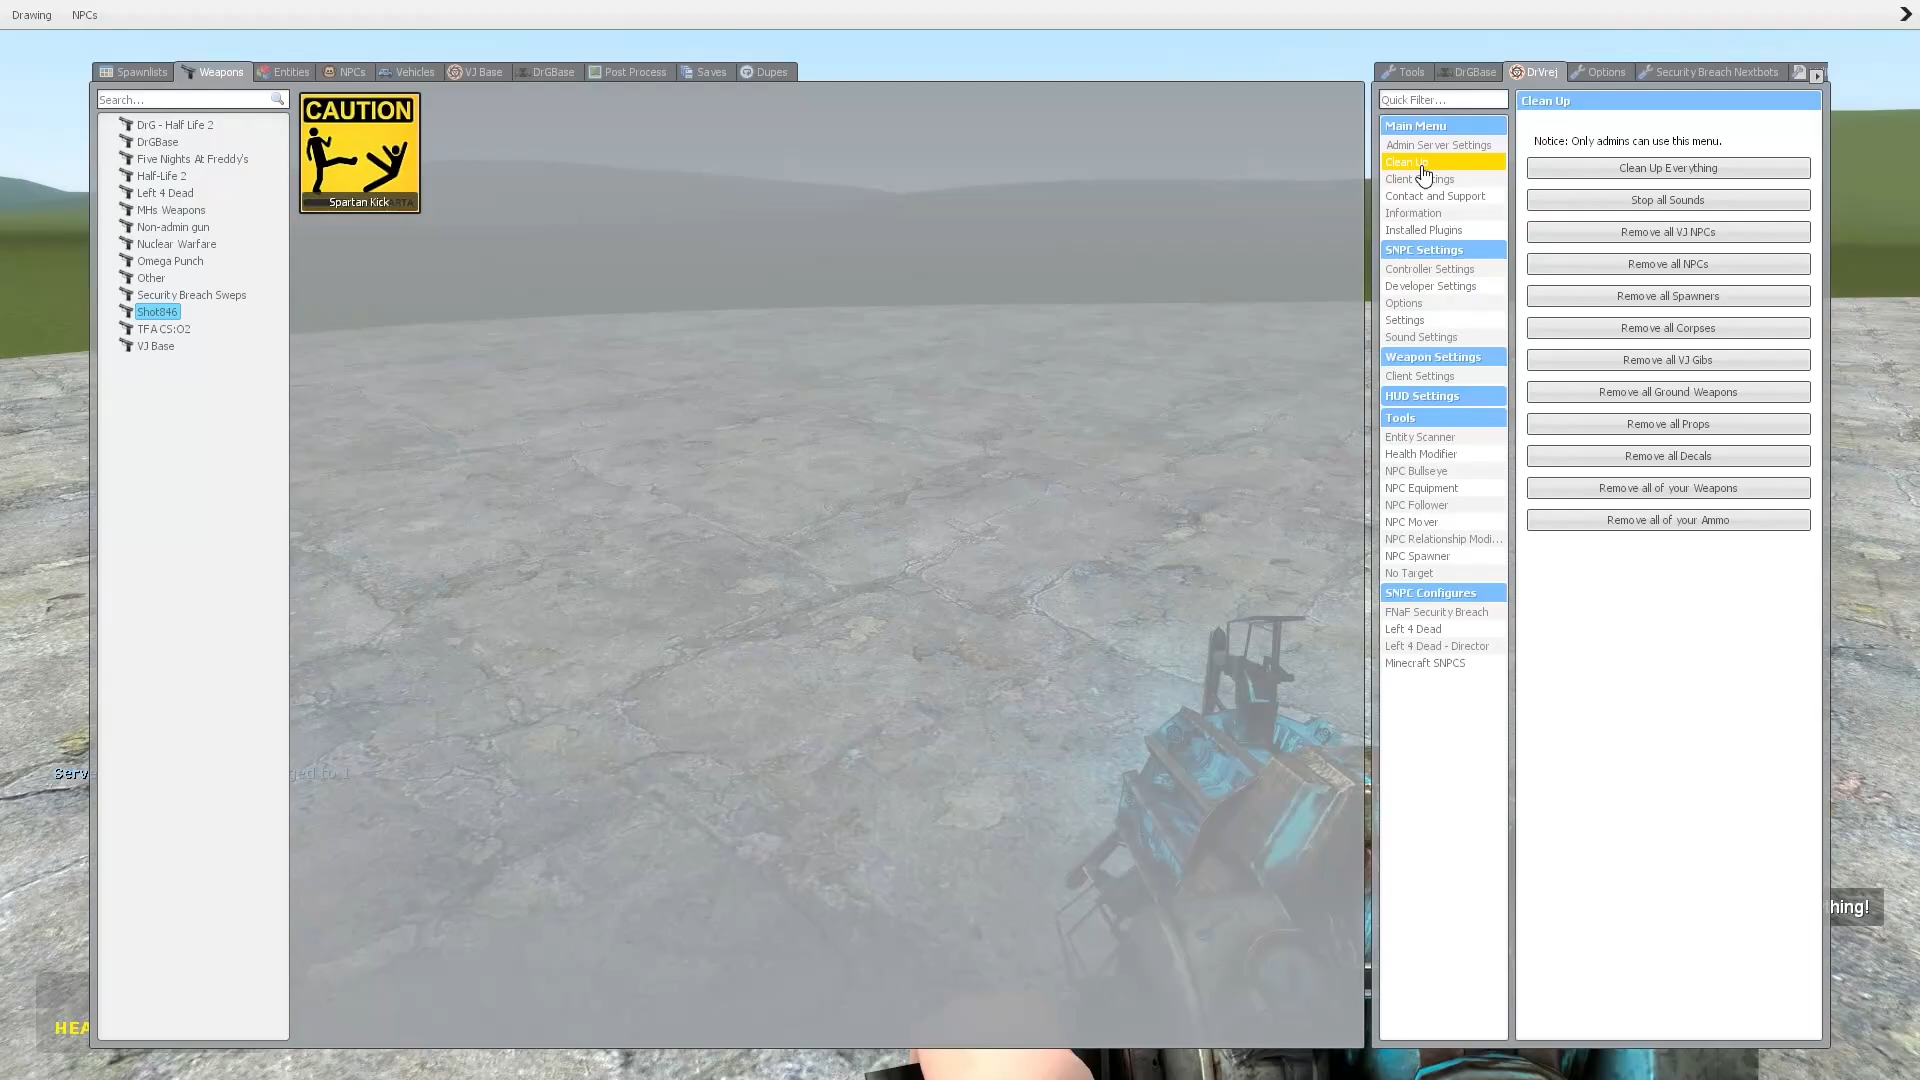 Drawing NPCs
Spawnlists Weapons Entities NPCs Vehicles VJ Base DrGBase Post Process Saves Dupes
Search...
DrG - Half Life 2
DrGBase
Five Nights At Freddy's
Half-Life 2
Left 4 Dead
MHs Weapons
Non-admin gun
Nuclear Warfare
Omega Punch
Other
Security Breach Sweps
Shot846
TFA CS:O2
VJ Base
CAUTION
Spartan Kick
Tools DrGBase DrVrej Options Security Breach Nextbots
Quick Filter...
Main Menu
Admin Server Settings
Clean Up
Client Settings
Contact and Support
Information
Installed Plugins
SNPC Settings
Controller Settings
Developer Settings
Options
Settings
Sound Settings
Weapon Settings
Client Settings
HUD Settings
Tools
Entity Scanner
Health Modifier
NPC Bullseye
NPC Equipment
NPC Follower
NPC Mover
NPC Relationship Modi...
NPC Spawner
No Target
SNPC Configures
FNaF Security Breach
Left 4 Dead
Left 4 Dead - Director
Minecraft SNPCS
Clean Up
Notice: Only admins can use this menu.
Clean Up Everything
Stop all Sounds
Remove all VJ NPCs
Remove all NPCs
Remove all Spawners
Remove all Corpses
Remove all VJ Gibs
Remove all Ground Weapons
Remove all Props
Remove all Decals
Remove all of your Weapons
Remove all of your Ammo
Serv ged to 1
hing!
HEA